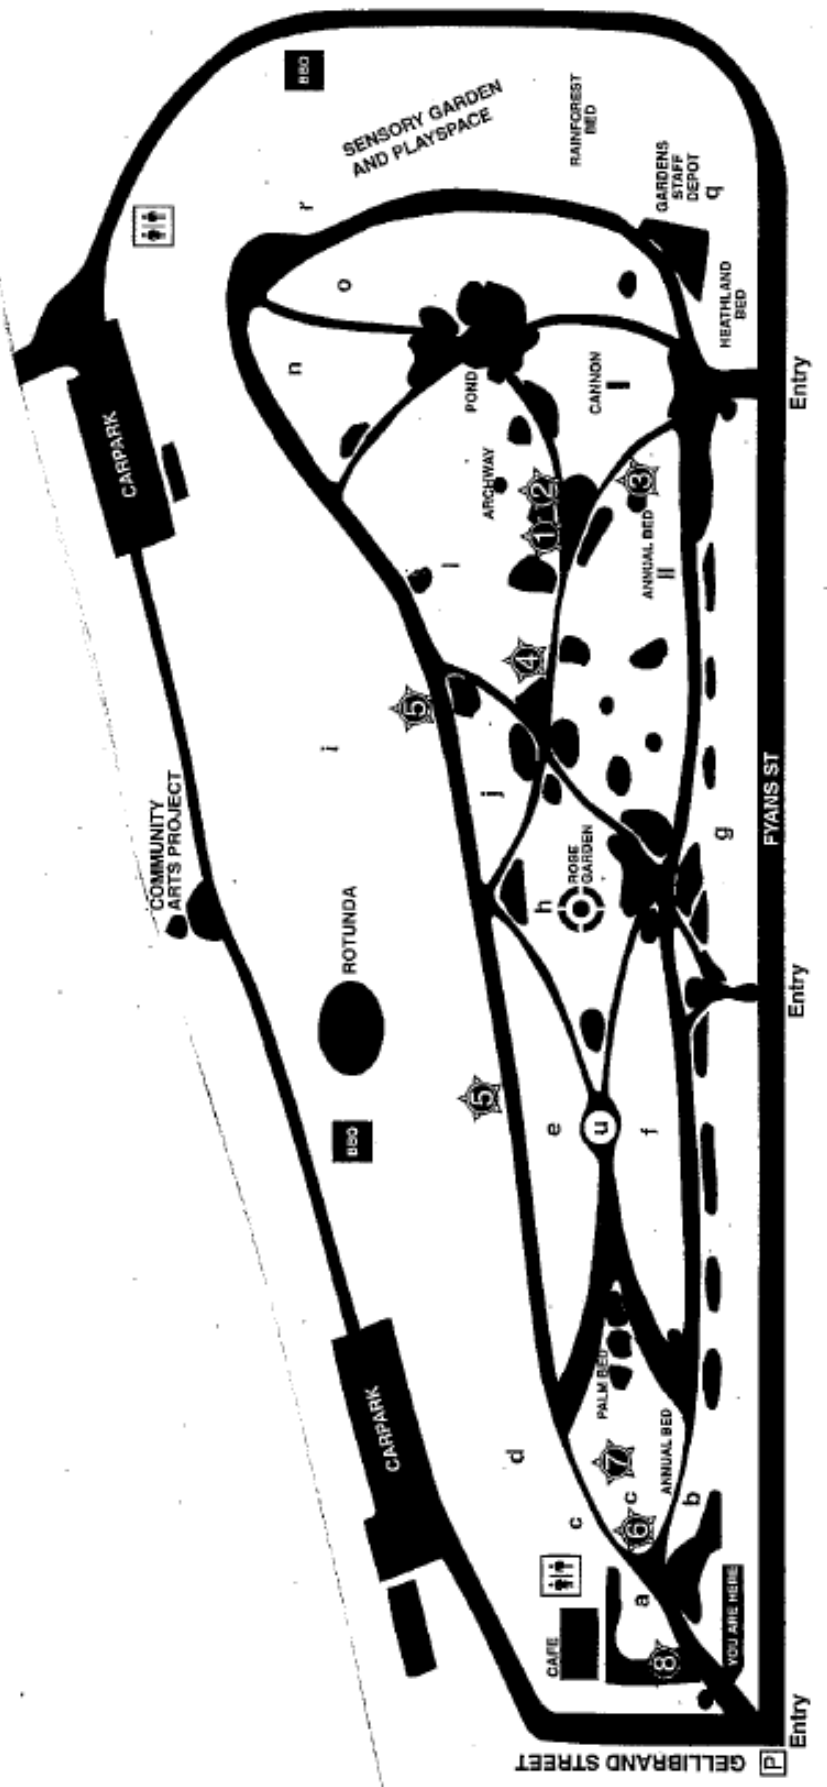 BBQ
SENSORY GARDEN
AND PLAYSPACE
RAINFOREST
BED
GARDENS
STAFF
DEPOT
q
r
o
HEATHLAND
BED
n
POND
CANNON
Entry
CARPARK
ARCHWAY
2
3
1
ANNUAL BED
l
4
5
i
j
COMMUNITY
ARTS PROJECT
g
FYANS ST
ROSE
GARDEN
h
ROTUNDA
Entry
5
e
u
f
BBQ
PALM BED
CARPARK
ANNUAL BED
d
7
c
c
b
6
a
CAFE
YOU ARE HERE
8
GELLIBRAND STREET
P
Entry